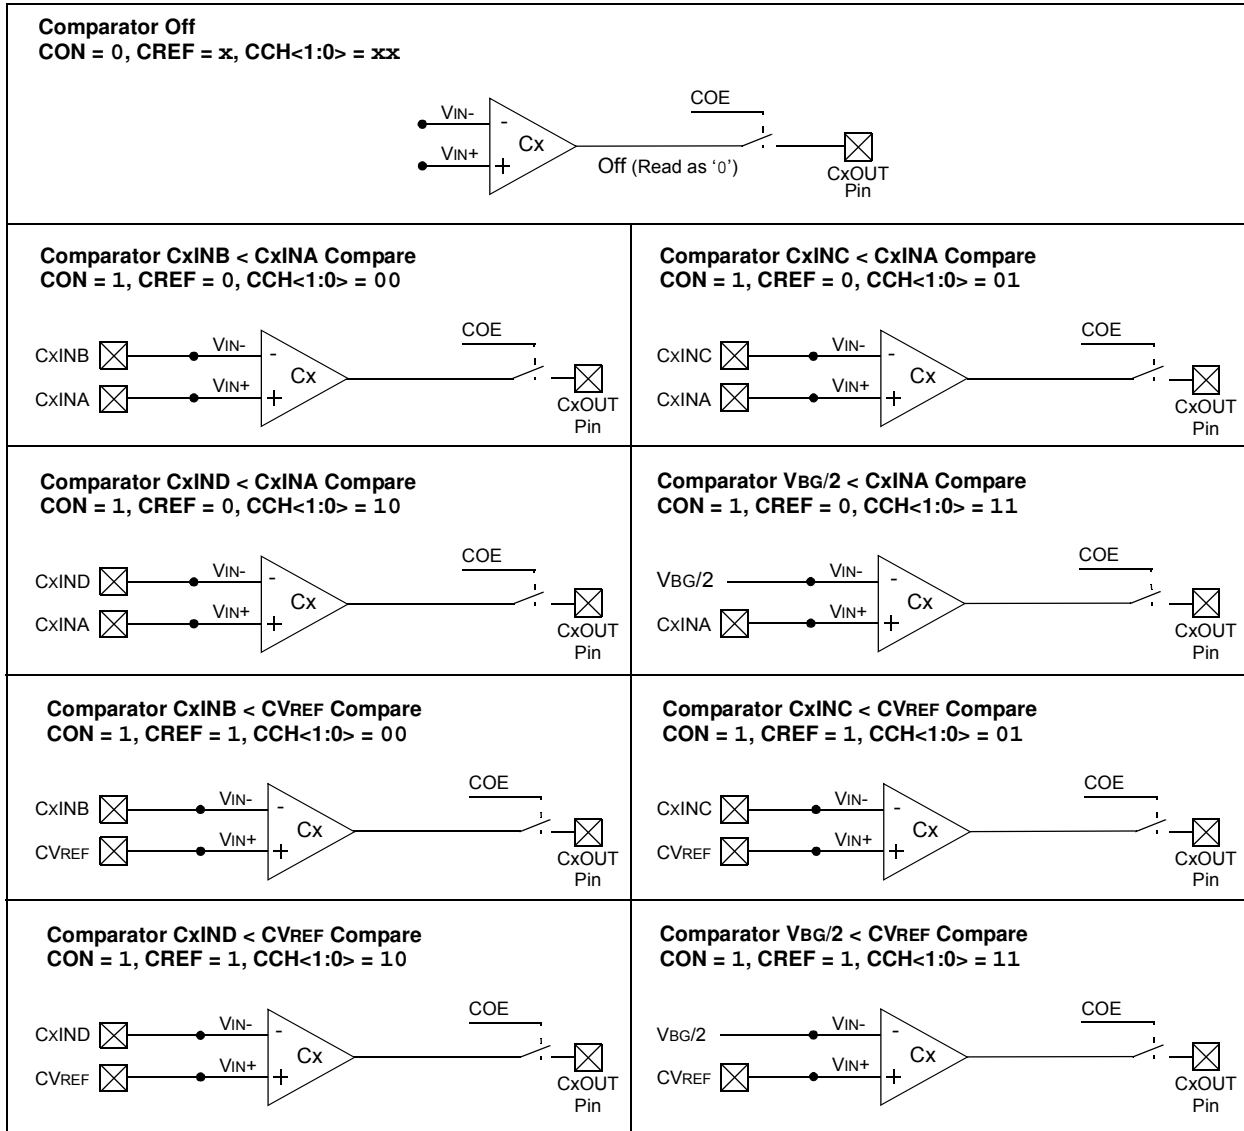 Comparator Off
CON = 0, CREF = x, CCH<1:0> = xx
COE
VIN-
-
Cx
VIN+
+
Off (Read as ‘0’)
CxOUT
Pin
Comparator CxINB < CxINA Compare
CON = 1, CREF = 0, CCH<1:0> = 00
COE
CxINB
VIN-
-
Cx
CxINA
VIN+
+
CxOUT
Pin
Comparator CxINC < CxINA Compare
CON = 1, CREF = 0, CCH<1:0> = 01
COE
CxINC
VIN-
-
Cx
CxINA
VIN+
+
CxOUT
Pin
Comparator CxIND < CxINA Compare
CON = 1, CREF = 0, CCH<1:0> = 10
COE
CxIND
VIN-
-
Cx
CxINA
VIN+
+
CxOUT
Pin
Comparator VBG/2 < CxINA Compare
CON = 1, CREF = 0, CCH<1:0> = 11
COE
VBG/2
VIN-
-
Cx
CxINA
VIN+
+
CxOUT
Pin
Comparator CxINB < CVREF Compare
CON = 1, CREF = 1, CCH<1:0> = 00
COE
CxINB
VIN-
-
Cx
CVREF
VIN+
+
CxOUT
Pin
Comparator CxINC < CVREF Compare
CON = 1, CREF = 1, CCH<1:0> = 01
COE
CxINC
VIN-
-
Cx
CVREF
VIN+
+
CxOUT
Pin
Comparator CxIND < CVREF Compare
CON = 1, CREF = 1, CCH<1:0> = 10
COE
CxIND
VIN-
-
Cx
CVREF
VIN+
+
CxOUT
Pin
Comparator VBG/2 < CVREF Compare
CON = 1, CREF = 1, CCH<1:0> = 11
COE
VBG/2
VIN-
-
Cx
CVREF
VIN+
+
CxOUT
Pin